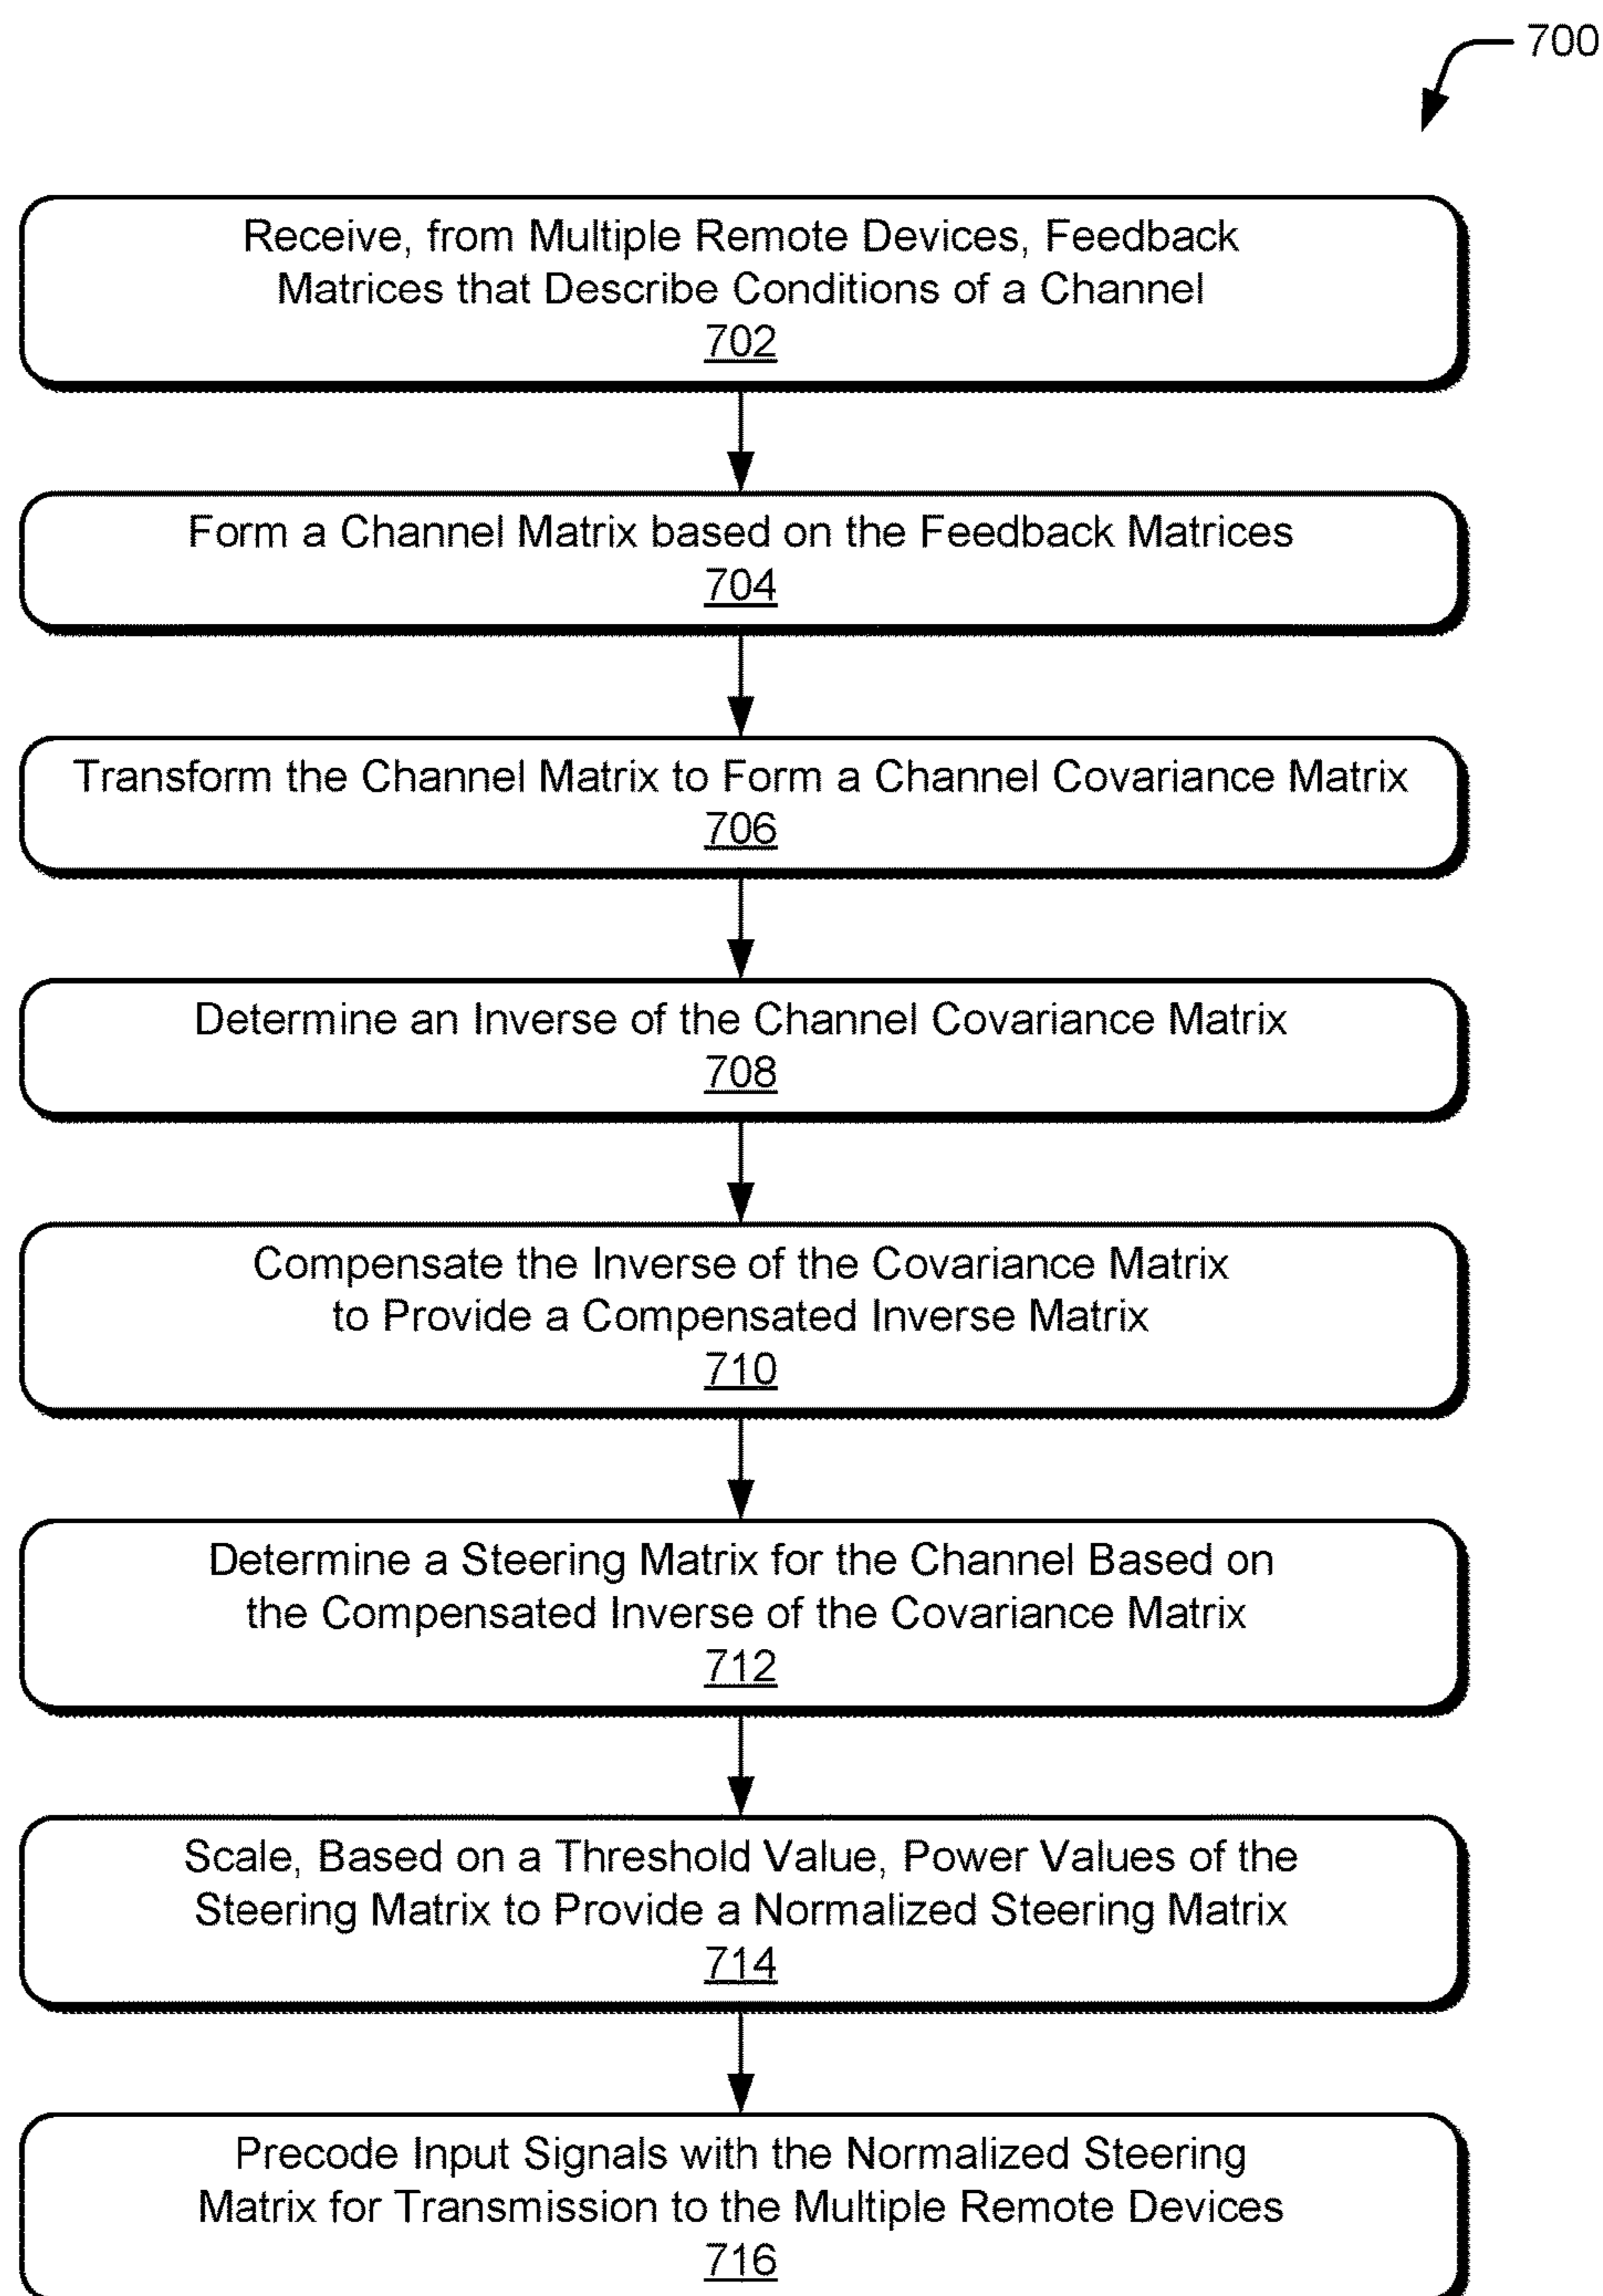 700
Receive, from Multiple Remote Devices, Feedback
Matrices that Describe Conditions of a Channel
702
Form a Channel Matrix based on the Feedback Matrices
704
Transform the Channel Matrix to Form a Channel Covariance Matrix
706
Determine an Inverse of the Channel Covariance Matrix
708
Compensate the Inverse of the Covariance Matrix
to Provide a Compensated Inverse Matrix
710
Determine a Steering Matrix for the Channel Based on
the Compensated Inverse of the Covariance Matrix
712
Scale, Based on a Threshold Value, Power Values of the
Steering Matrix to Provide a Normalized Steering Matrix
714
Precode Input Signals with the Normalized Steering
Matrix for Transmission to the Multiple Remote Devices
716